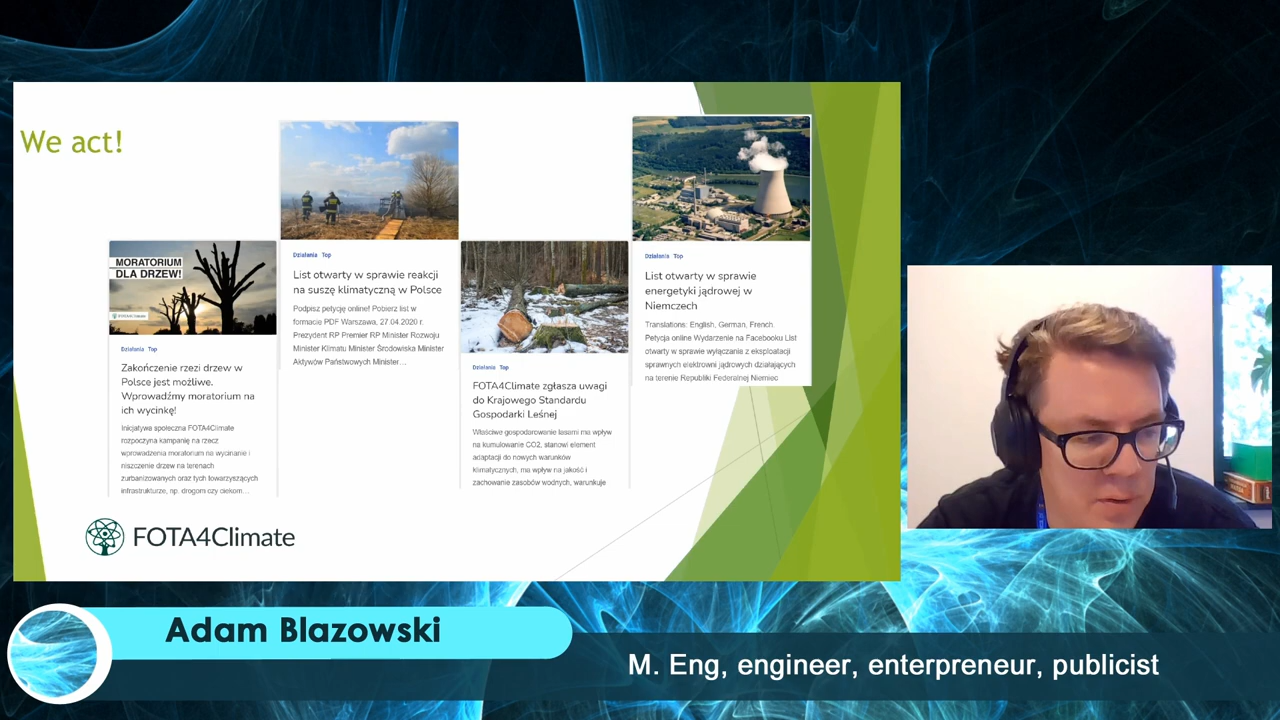 We act!
MORATORIUM
DLA DRZEW!
FOTA4Climate
Działania Top
Zakończenie rzezi drzew w
Polsce jest możliwe.
Wprowadźmy moratorium na
ich wycinkę!
Inicjatywa społeczna FOTA4Climate
rozpoczyna kampanię na rzecz
wprowadzenia moratorium na wycinanie i
niszczenie drzew na terenach
zurbanizowanych oraz tych towarzyszących
infrastrukturze, np. drogom czy ciekom...
Działania Top
List otwarty w sprawie reakcji
na suszę klimatyczną w Polsce
Podpisz petycję online! Pobierz list w
formacie PDF Warszawa, 27.04.2020 r.
Prezydent RP Premier RP Minister Rozwoju
Minister Klimatu Minister Środowiska Minister
Aktywów Państwowych Minister...
Działania Top
FOTA4Climate zgłasza uwagi
do Krajowego Standardu
Gospodarki Leśnej
Właściwe gospodarowanie lasami ma wpływ
na kumulowanie CO2, stanowi element
adaptacji do nowych warunków
klimatycznych, ma wpływ na jakość i
zachowanie zasobów wodnych, warunkuje
Działania Top
List otwarty w sprawie
energetyki jądrowej w
Niemczech
Translations: English, German, French
Petycja online Wydarzenie na Facebooku List
otwarty w sprawie wyłączania z eksploatacji
sprawnych elektrowni jądrowych działających
na terenie Republiki Federalnej Niemiec
FOTA4Climate
Adam Blazowski
M. Eng, engineer, enterpreneur, publicist